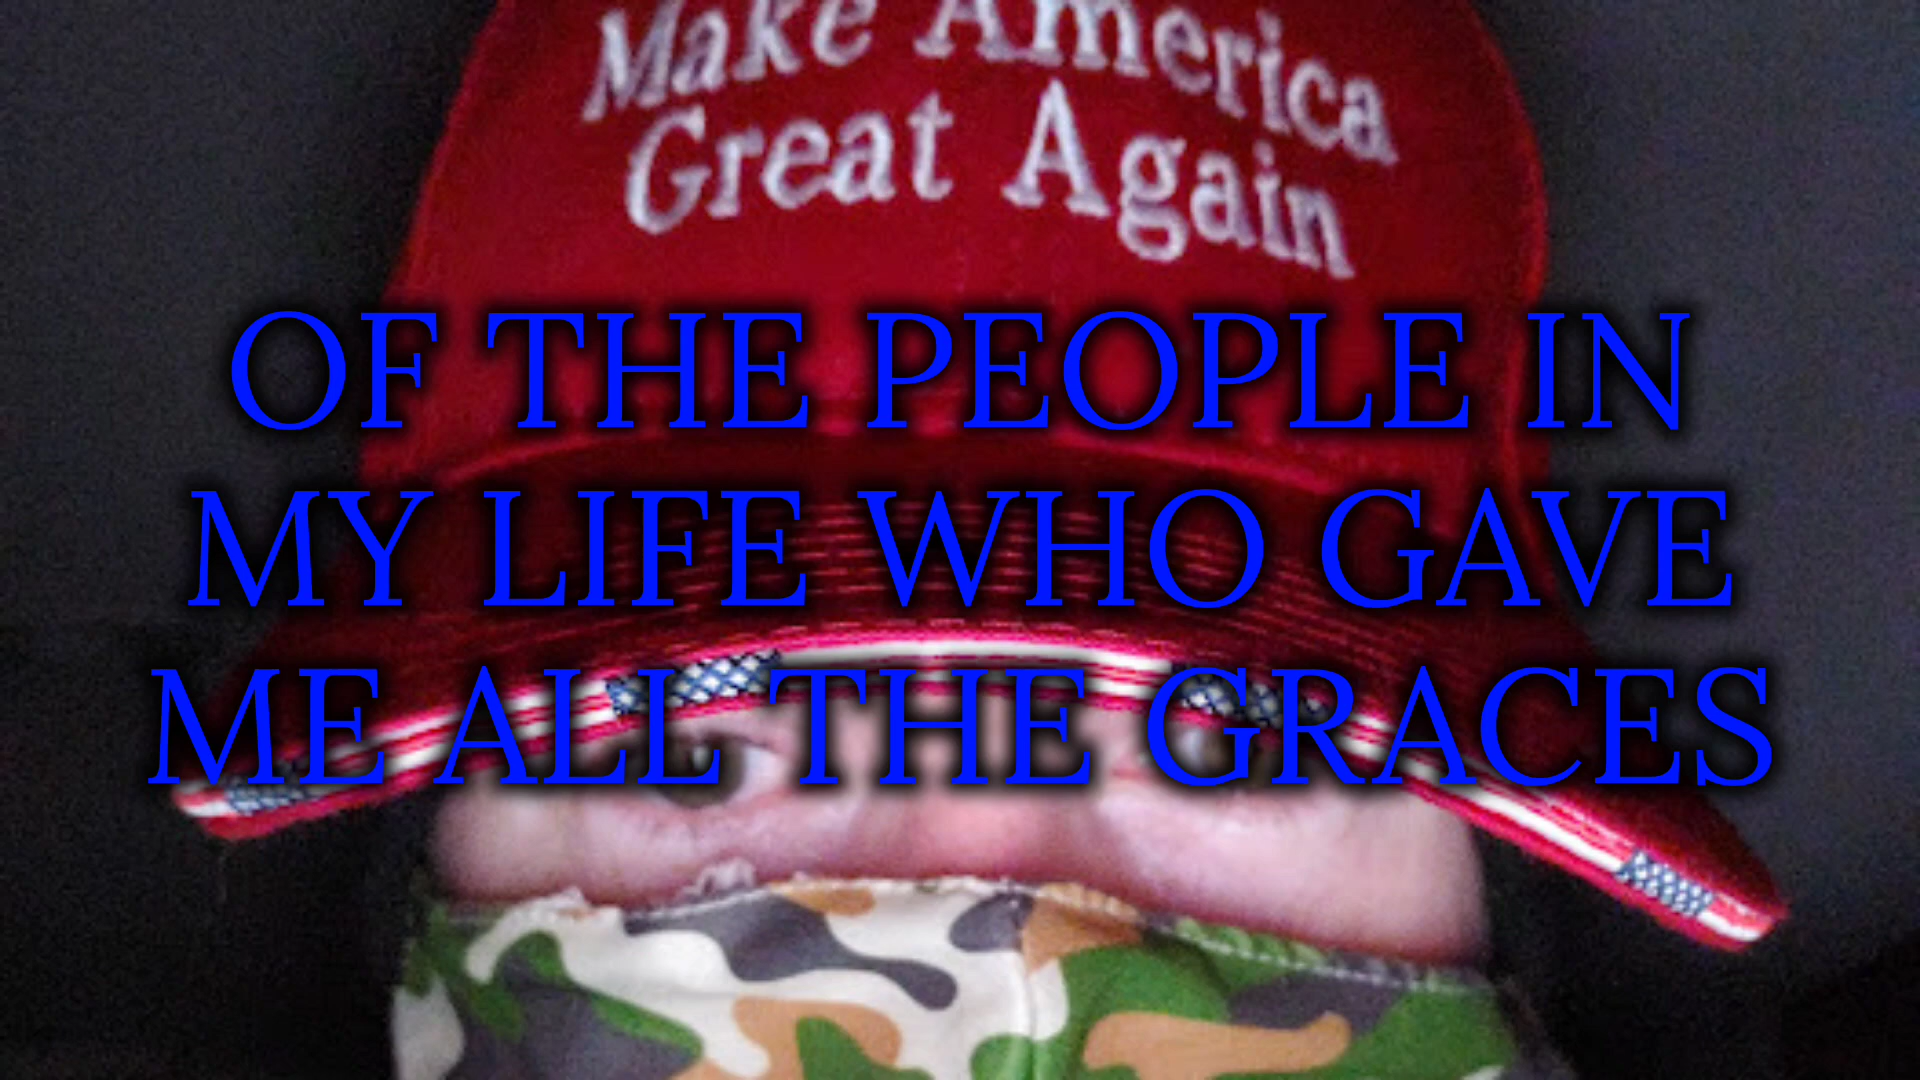 Make America
Great Again
OF THE PEOPLE IN
MY LIFE WHO GAVE
ME ALL THE GRACES